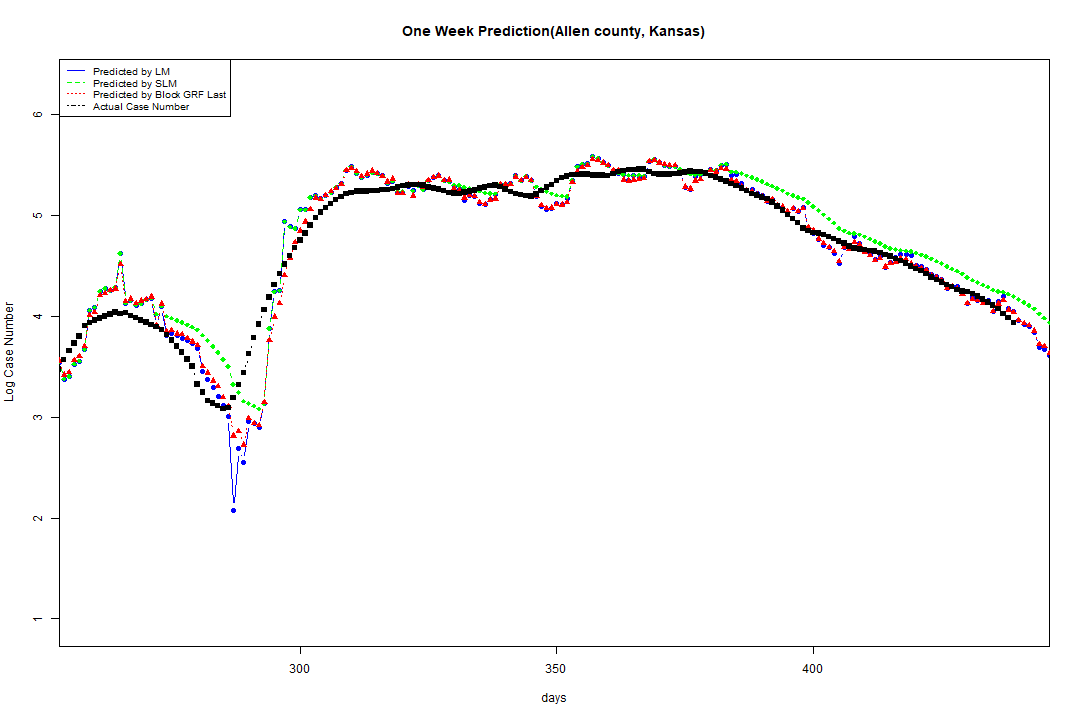 One Week Prediction(Allen county, Kansas)
Predicted by LM
Predicted by SLM
Predicted by Block GRF Last
Actual Case Number
6
5
4
3
2
1
Log Case Number
300
350
400
days